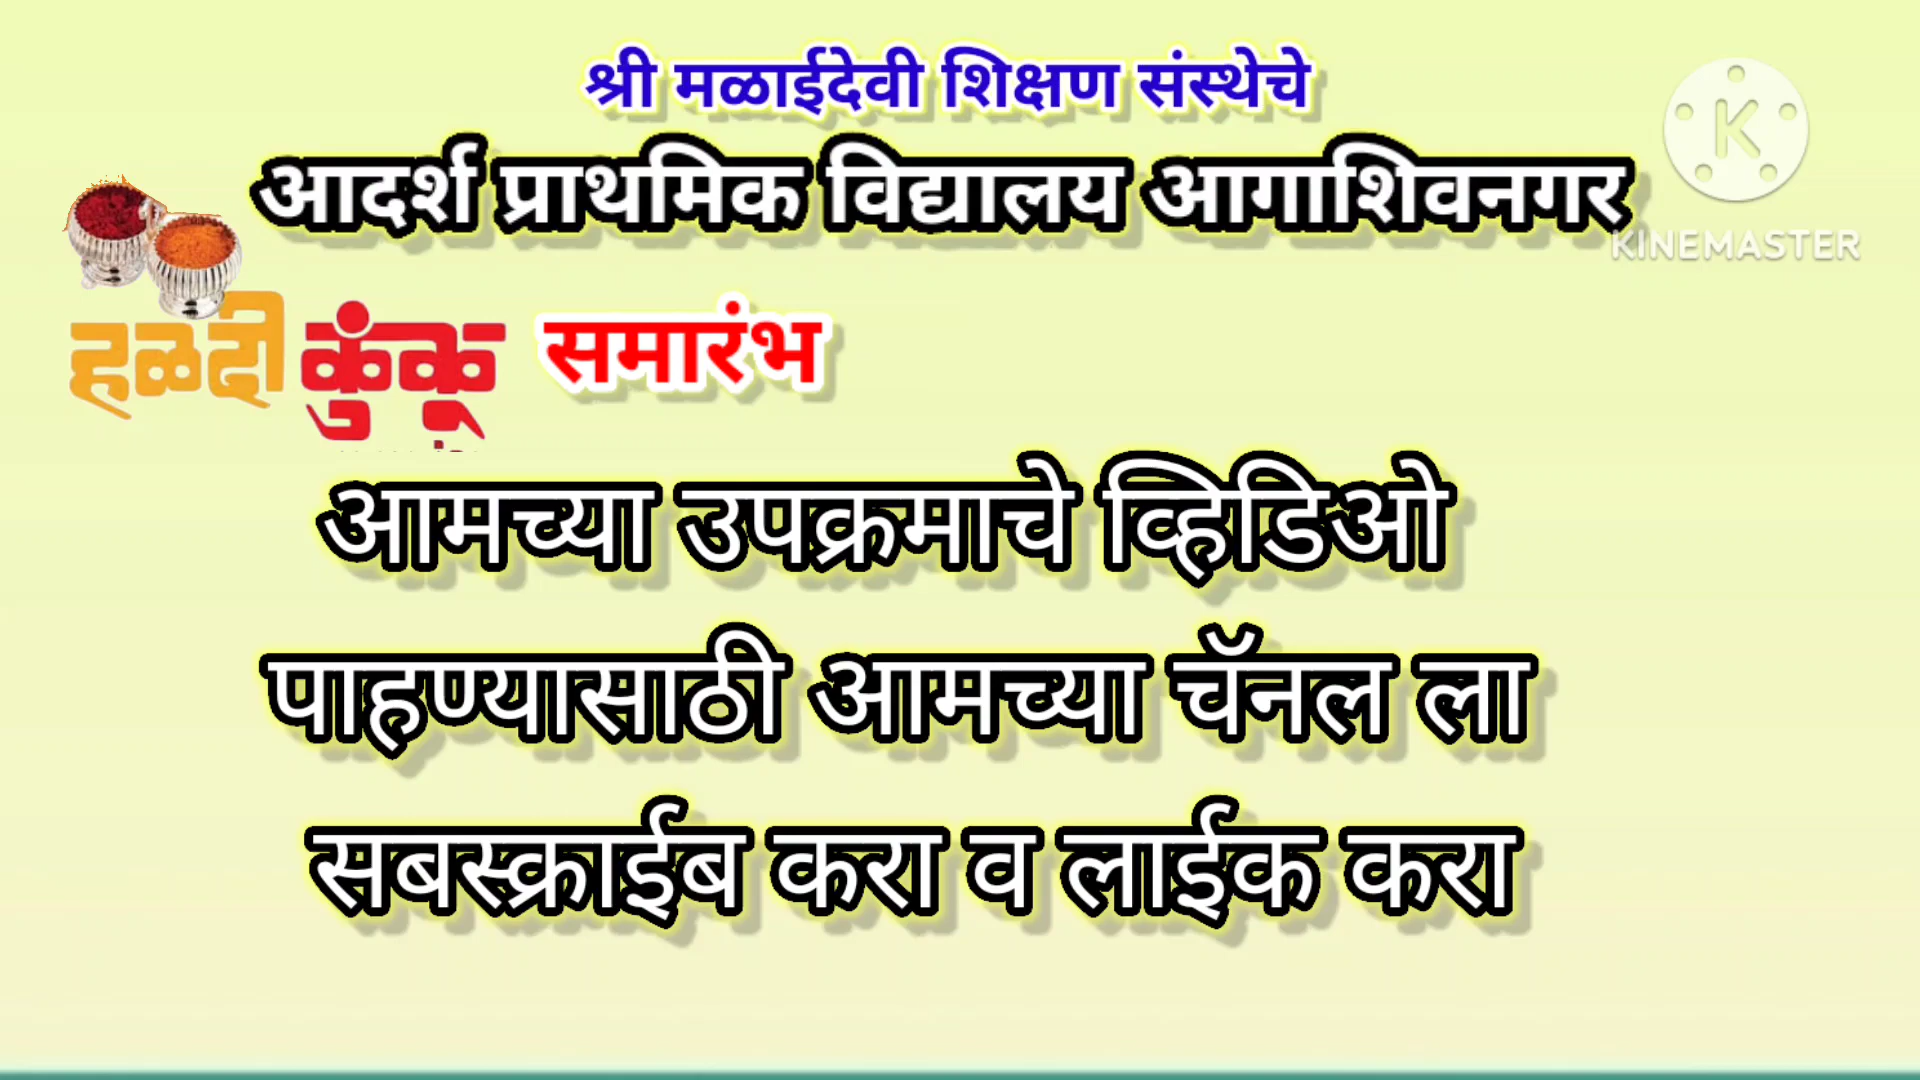 श्री मळाईदेवी शिक्षण संस्थेचे
आदर्श प्राथमिक विद्यालय आगाशिवनगर
KINEMASTER
हळदी कुंकू समारंभ
आमच्या उपक्रमाचे व्हिडिओ
पाहण्यासाठी आमच्या चॅनल ला
सबस्क्राईब करा व लाईक करा